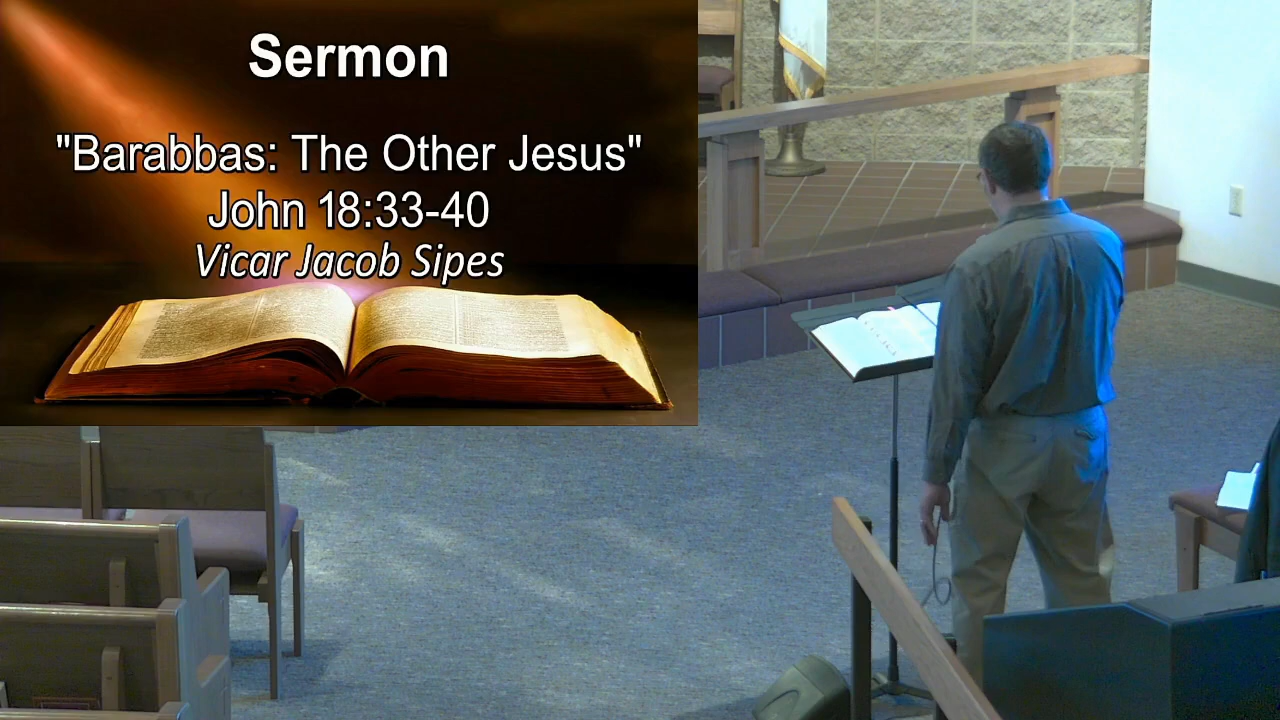 Sermon
"Barabbas: The Other Jesus"
John 18:33-40
Vicar Jacob Sipes